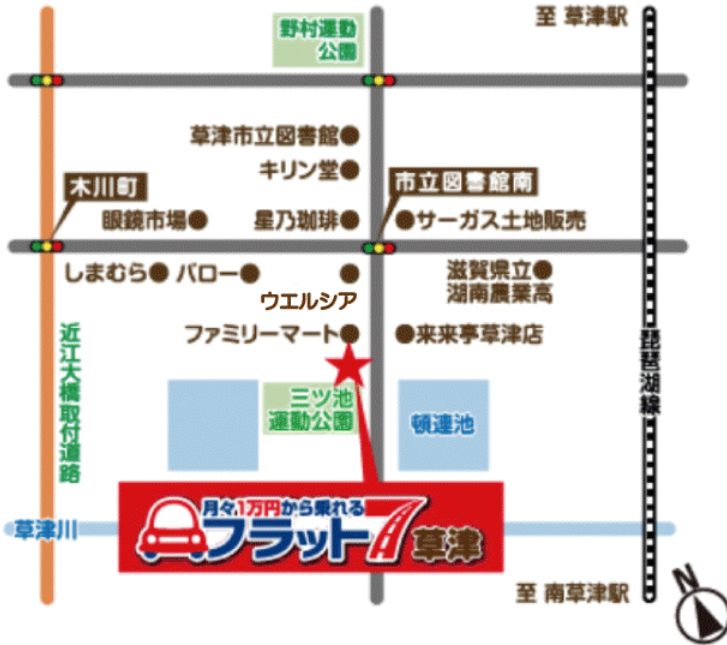 野村運動
公園
至 草津駅
草津市立図書館
キリン堂
木川町
市立図書館南
眼鏡市場
星乃珈琲
サーガス土地販売
しまむら
バロー
滋賀県立
湖南農業高
ウエルシア
ファミリーマート
来来亭草津店
近江大橋取付道路
琵琶湖線
三ツ池
運動公園
頓連池
月々1万円から乗れる
フラット7
草津
草津川
至 南草津駅
N